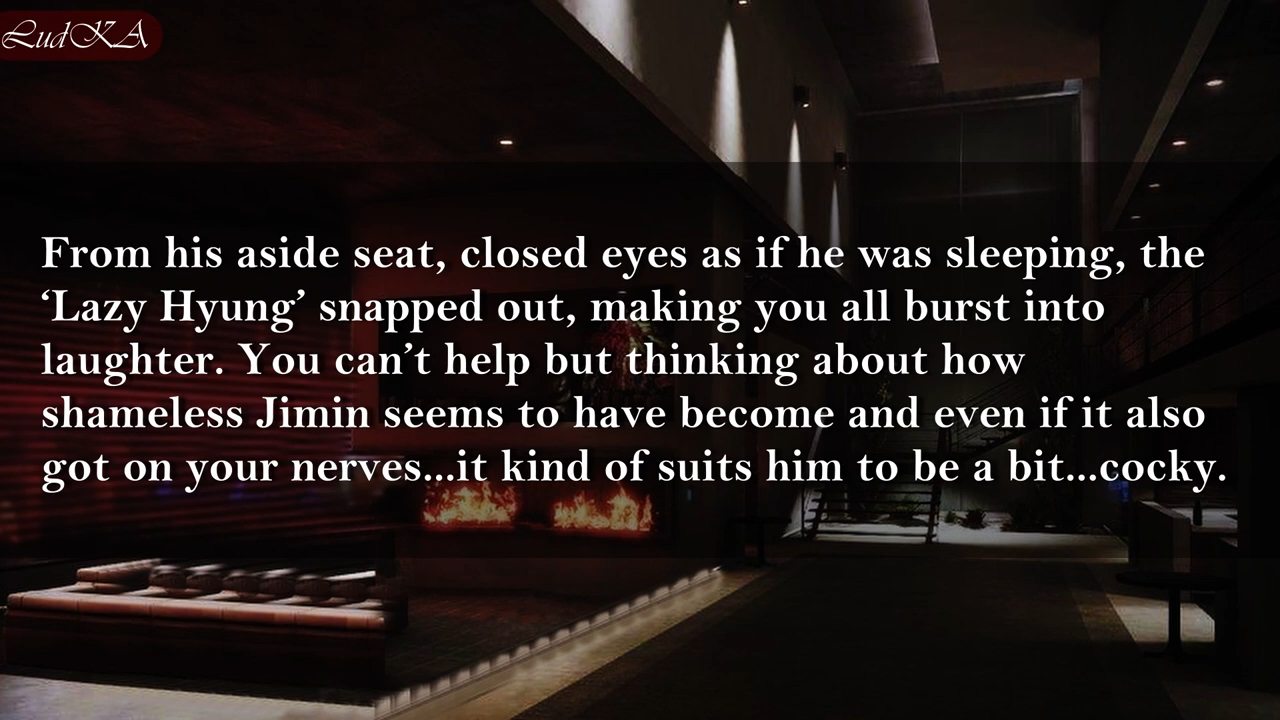 LudKA
From his aside seat, closed eyes as if he was sleeping, the
‘Lazy Hyung’ snapped out, making you all burst into
laughter. You can’t help but thinking about how
shameless Jimin seems to have become and even if it also
got on your nerves...it kind of suits him to be a bit...cocky.